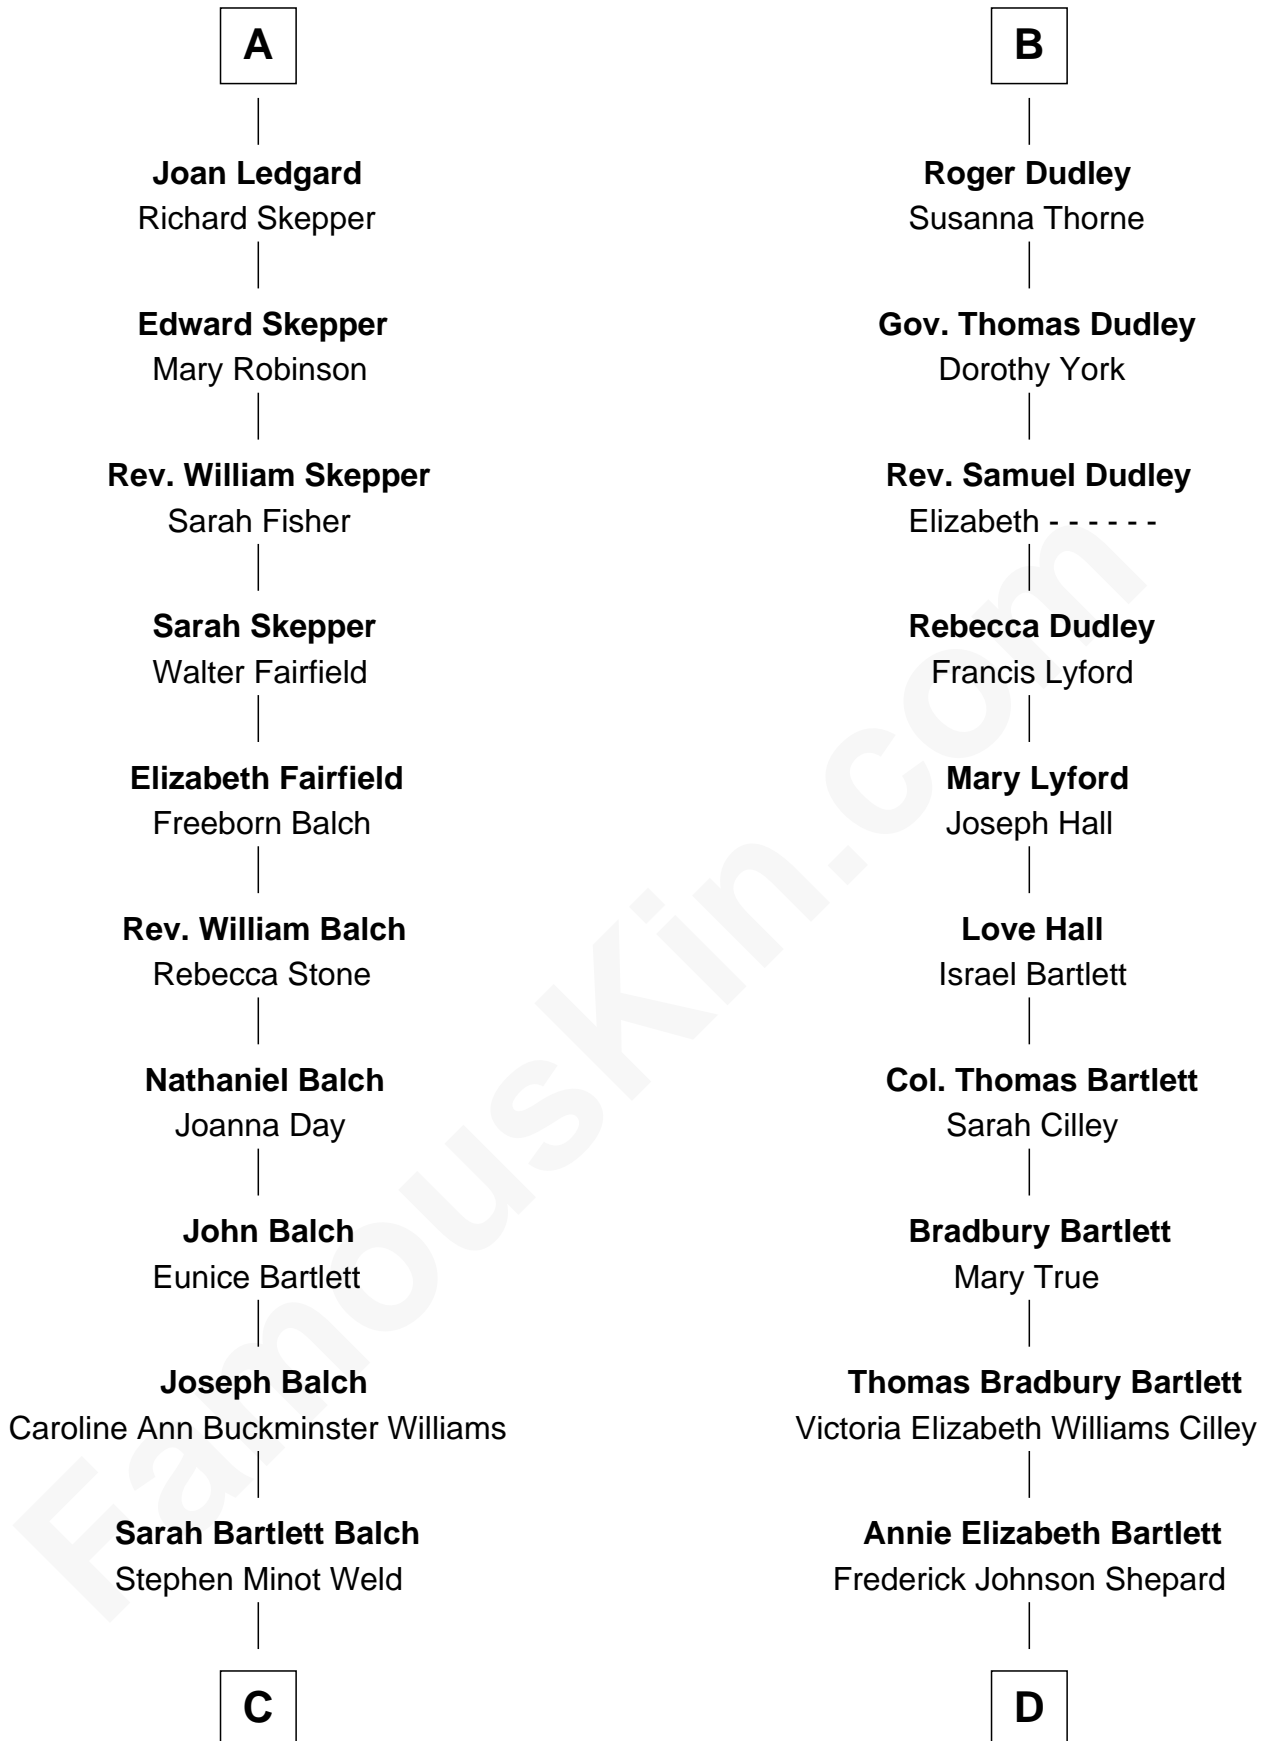 A
Joan Ledgard
Richard Skepper
Edward Skepper
Mary Robinson
Rev. William Skepper
Sarah Fisher
Sarah Skepper
Walter Fairfield
Elizabeth Fairfield
Freeborn Balch
Rev. William Balch
Rebecca Stone
Nathaniel Balch
Joanna Day
John Balch
Eunice Bartlett
Joseph Balch
Caroline Ann Buckminster Williams
Sarah Bartlett Balch
Stephen Minot Weld
C
B
Roger Dudley
Susanna Thorne
Gov. Thomas Dudley
Dorothy York
Rev. Samuel Dudley
Elizabeth - - - - - -
Rebecca Dudley
Francis Lyford
Mary Lyford
Joseph Hall
Love Hall
Israel Bartlett
Col. Thomas Bartlett
Sarah Cilley
Bradbury Bartlett
Mary True
Thomas Bradbury Bartlett
Victoria Elizabeth Williams Cilley
Annie Elizabeth Bartlett
Frederick Johnson Shepard
D
FamousKin.com